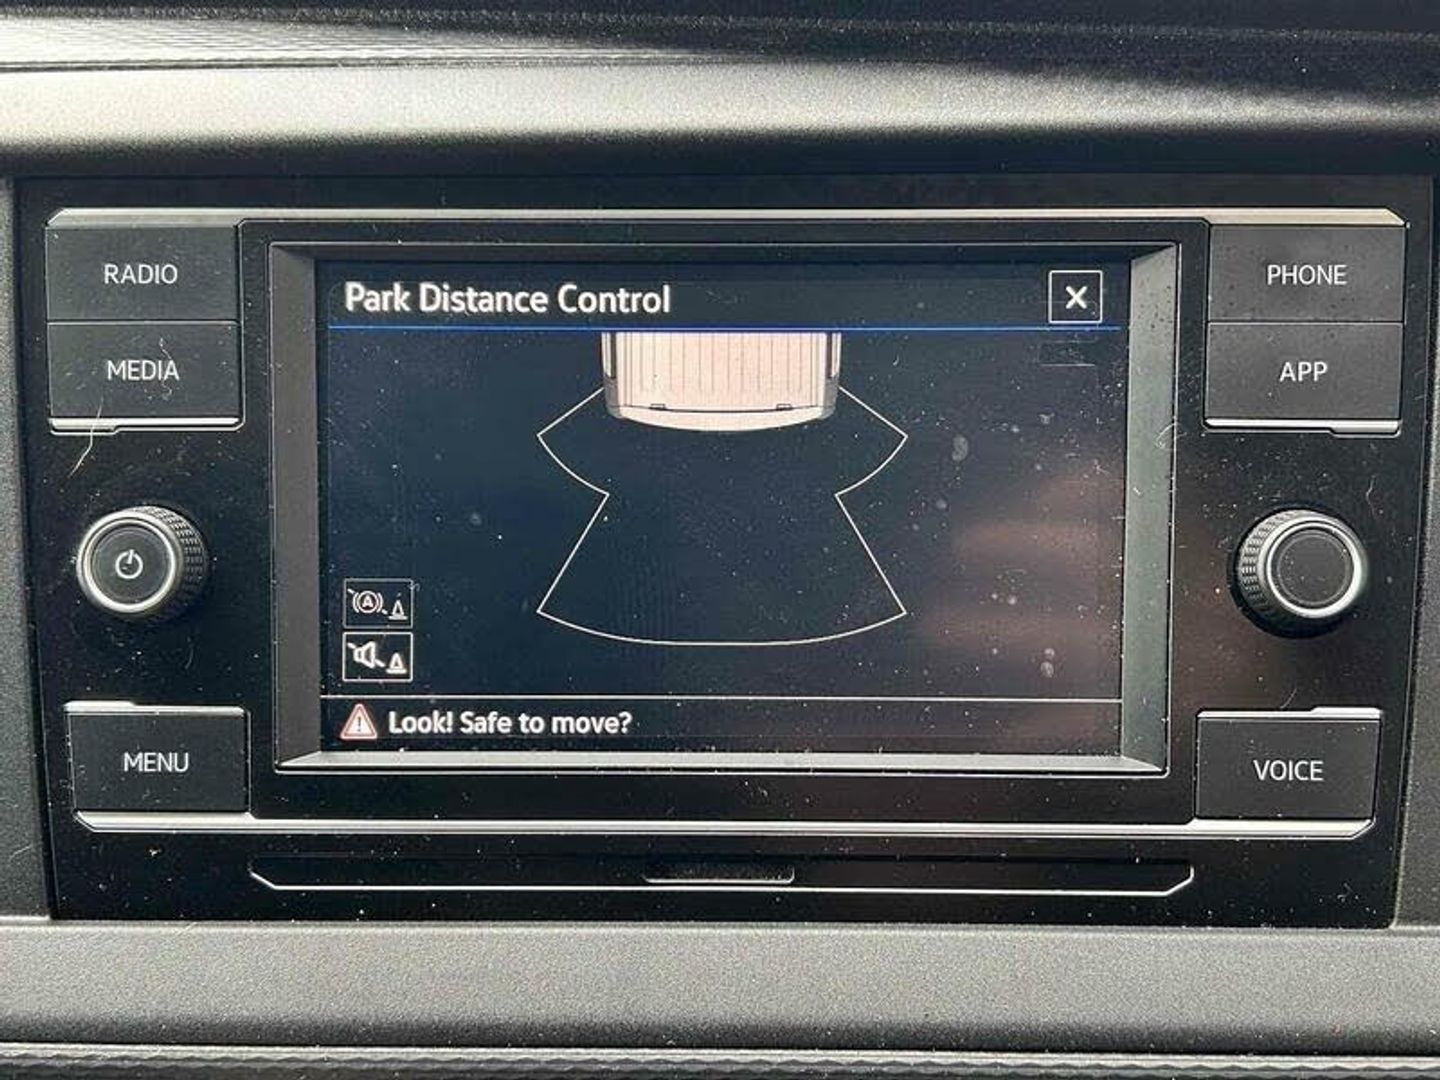 RADIO
MEDIA
MENU
Park Distance Control
Look! Safe to move?
PHONE
APP
VOICE